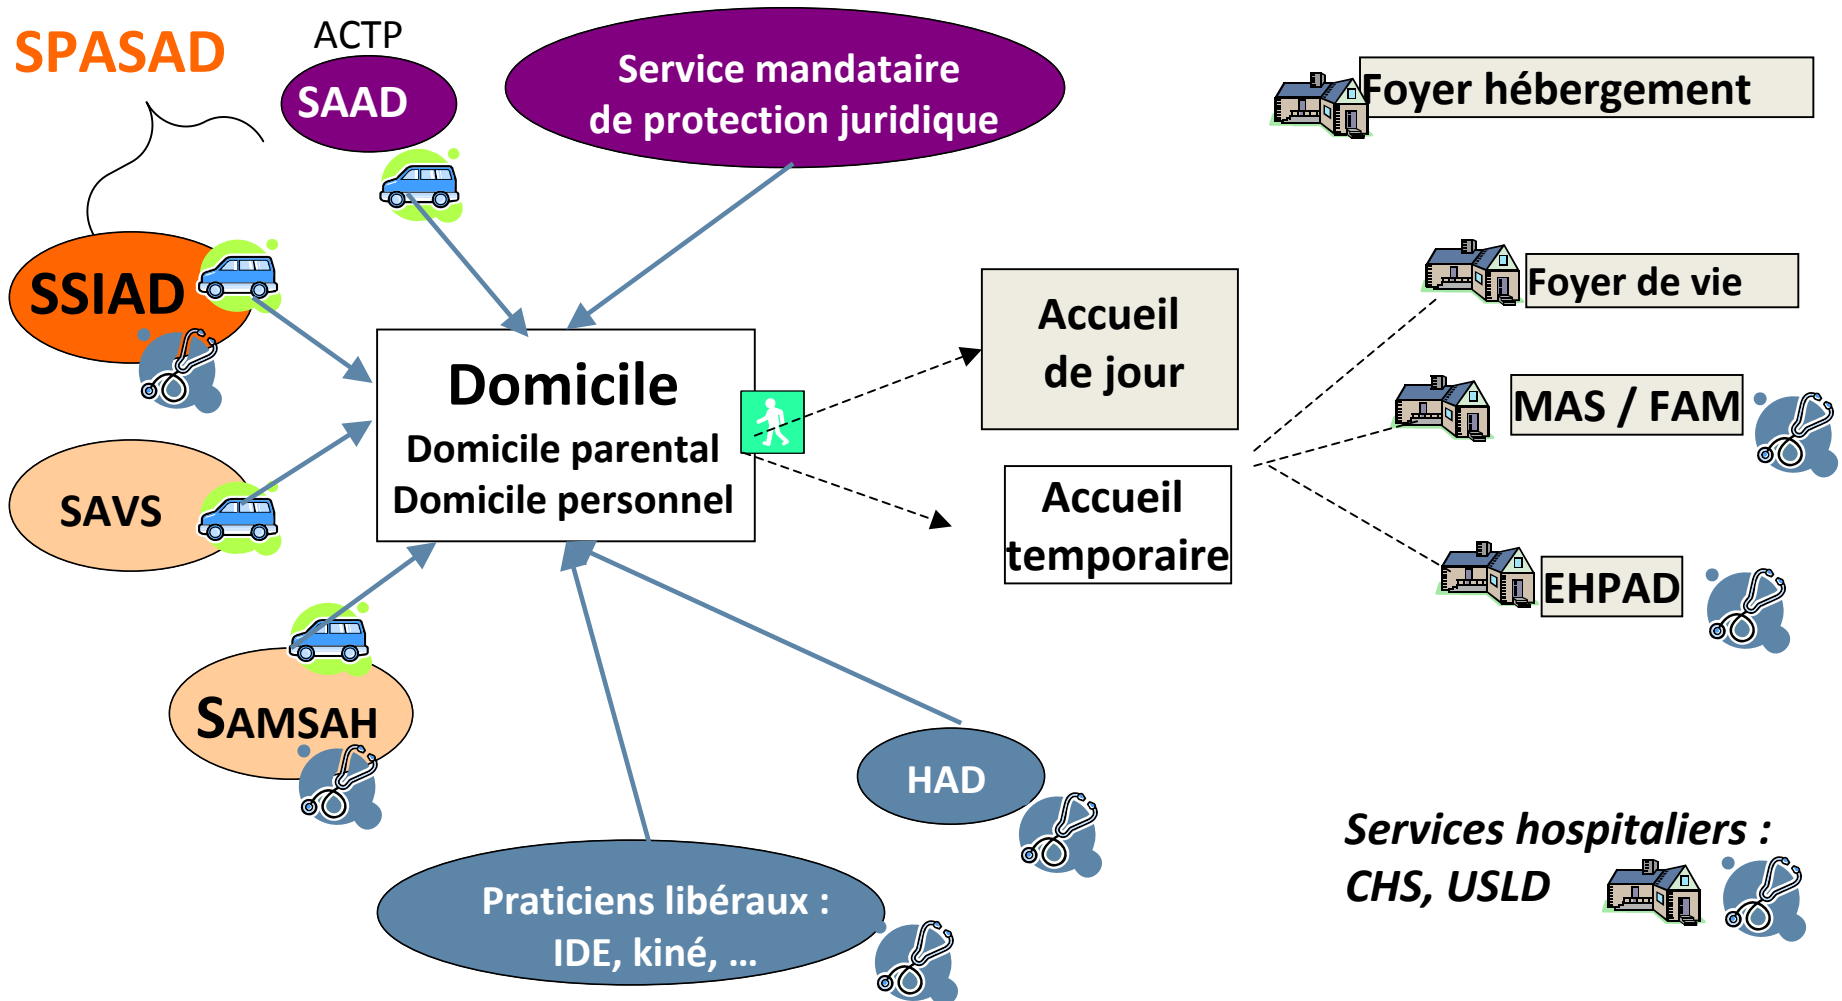 SPASAD
ACTP
SAAD
Service mandataire
de protection juridique
Foyer hébergement
SSIAD
Foyer de vie
Accueil
de jour
Domicile
Domicile parental
Domicile personnel
MAS / FAM
SAVS
Accueil
temporaire
EHPAD
SAMSAH
HAD
Services hospitaliers :
CHS, USLD
Praticiens libéraux :
IDE, kiné, ...